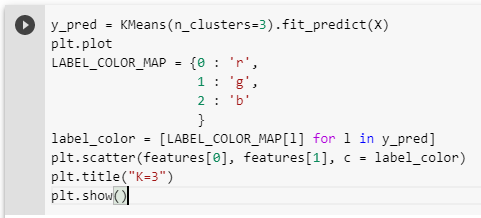 y_pred = KMeans(n_clusters=3).fit_predict(X)
plt.plot
LABEL_COLOR_MAP = {0 : 'r',
                   1 : 'g',
                   2 : 'b'
                   }
label_color = [LABEL_COLOR_MAP[l] for l in y_pred]
plt.scatter(features[0], features[1], c = label_color)
plt.title("K=3")
plt.show()